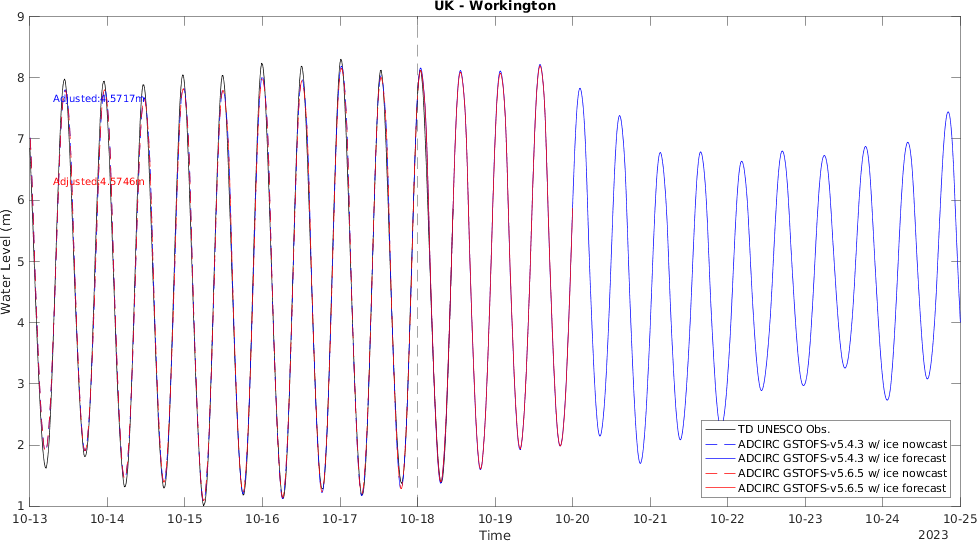 UK - Workington
9
8
7
6
5
4
3
2
1
Water Level (m)
Adjusted:4.5717m
Adjusted:4.5746m
TD UNESCO Obs.
ADCIRC GSTOFS-v5.4.3 w/ ice nowcast
ADCIRC GSTOFS-v5.4.3 w/ ice forecast
ADCIRC GSTOFS-v5.6.5 w/ ice nowcast
ADCIRC GSTOFS-v5.6.5 w/ ice forecast
10-13 10-14 10-15 10-16 10-17 10-18 10-19 10-20 10-21 10-22 10-23 10-24 10-25
Time
2023